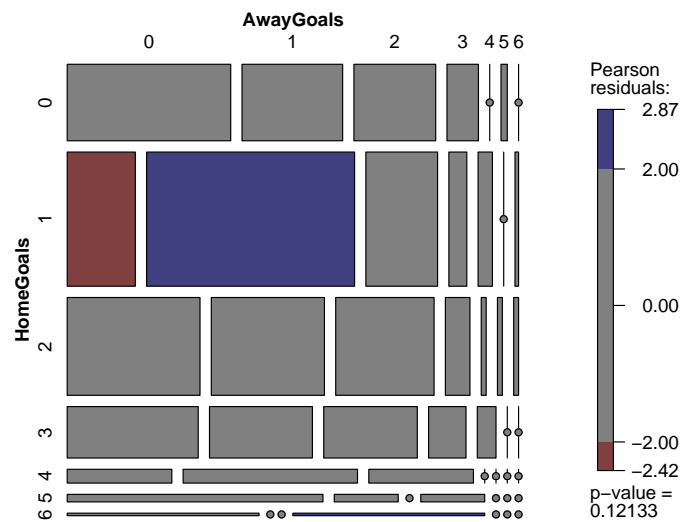 AwayGoals
0 1 2 3 4 5 6
HomeGoals
0
1
2
3
4
5
6
Pearson
residuals:
2.87
2.00
0.00
−2.00
−2.42
p−value =
0.12133